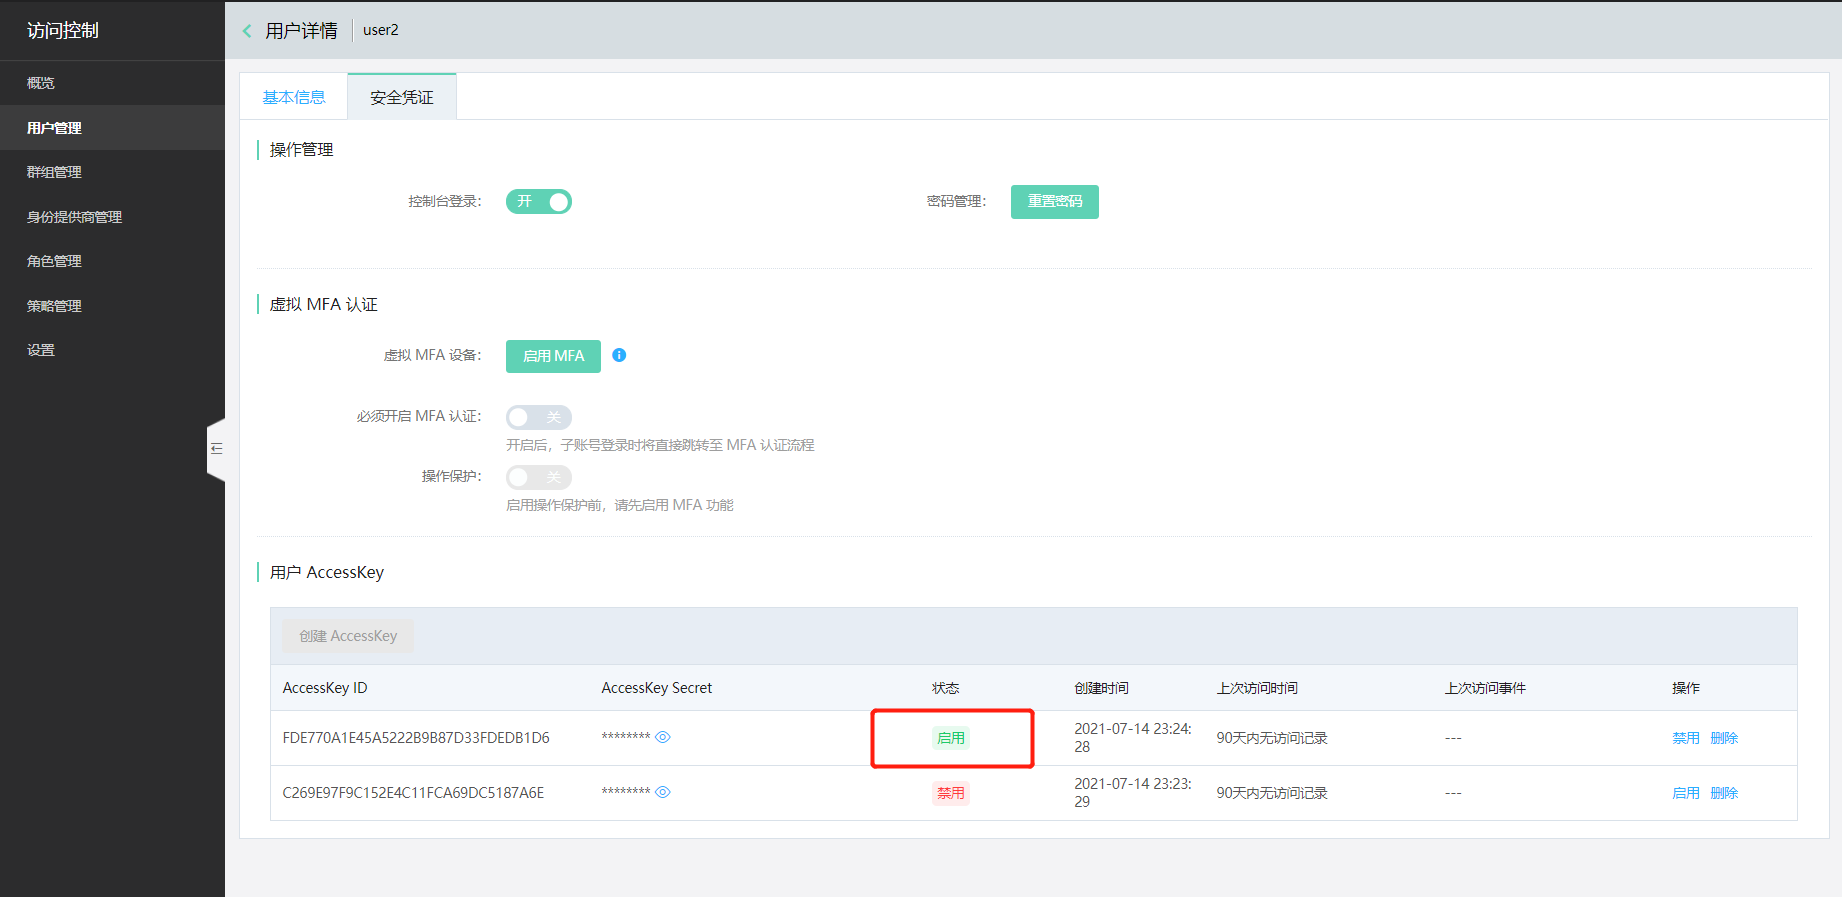 访问控制
概览
用户管理
群组管理
身份提供商管理
角色管理
策略管理
设置
用户详情 user2
基本信息 安全凭证
操作管理
控制台登录： 开 密码管理： 重置密码
虚拟 MFA 认证
虚拟 MFA 设备： 启用 MFA
必须开启 MFA 认证： 关
开启后，子账号登录时将直接跳转至 MFA 认证流程
操作保护： 关
启用操作保护前，请先启用 MFA 功能
用户 AccessKey
创建 AccessKey
AccessKey ID AccessKey Secret 状态 创建时间 上次访问时间 上次访问事件 操作
FDE770A1E45A5222B9B87D33FDEDB1D6 ******** 启用 2021-07-14 23:24:28 90天内无访问记录 --- 禁用 删除
C269E97F9C152E4C11FCA69DC5187A6E ******** 禁用 2021-07-14 23:23:29 90天内无访问记录 --- 启用 删除